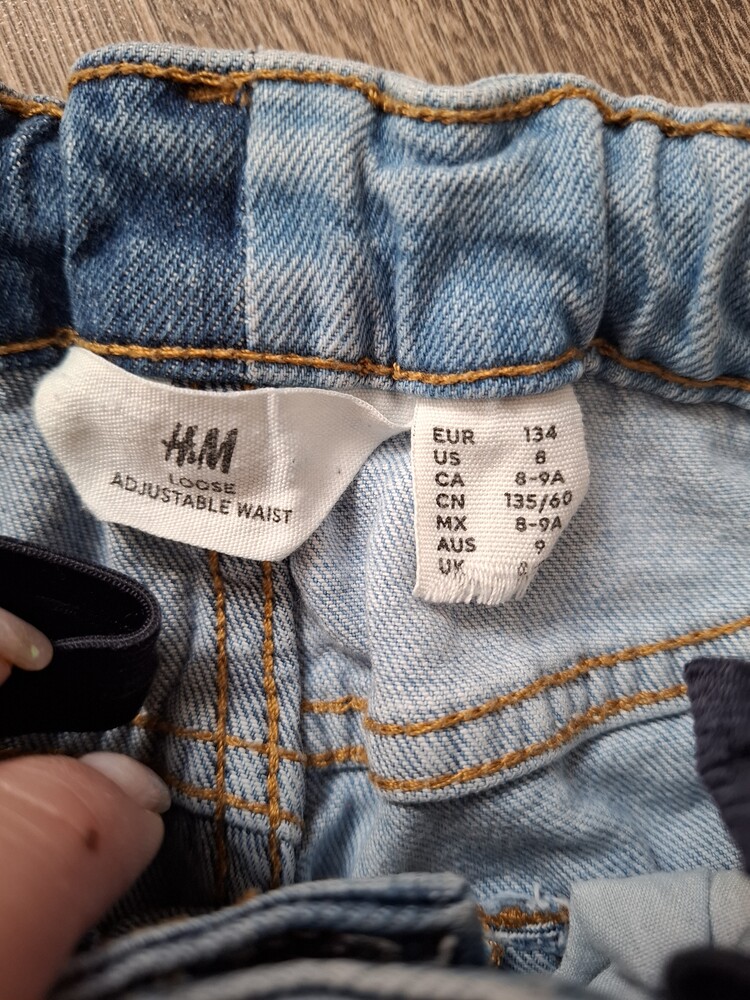 H&M
LOOSE
ADJUSTABLE WAIST
EUR 134
US 8
CA 8-9A
CN 135/60
MX 8-9A
AUS 9
UK